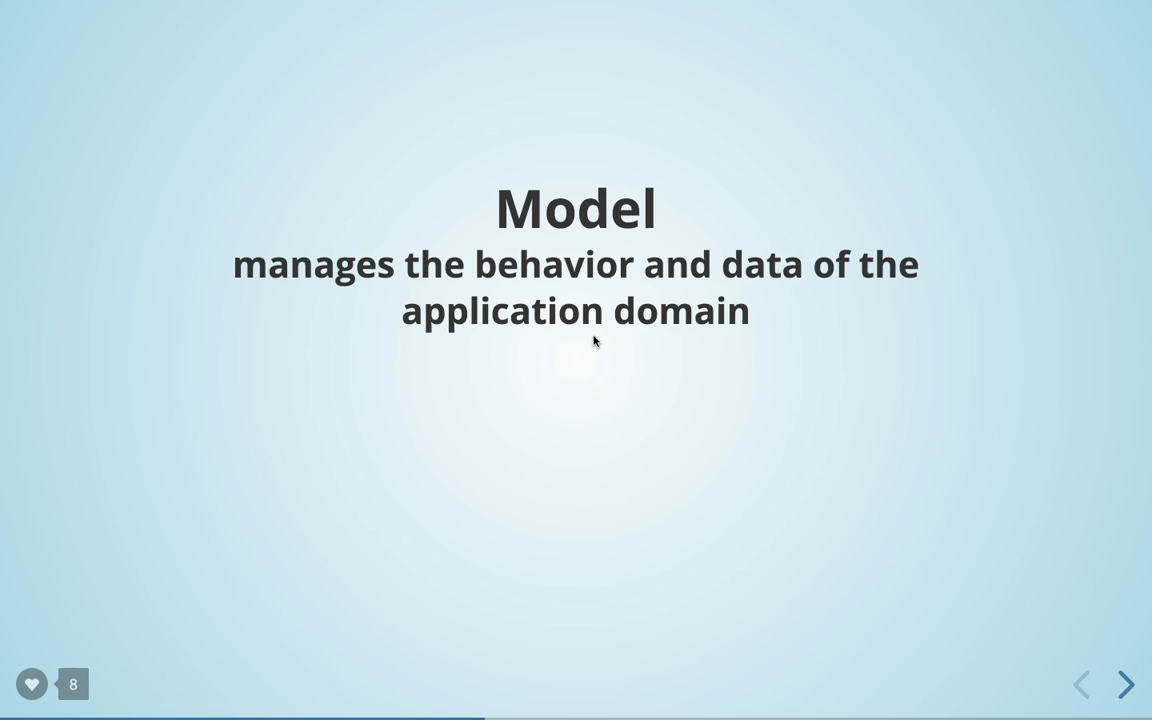 Model
manages the behavior and data of the
application domain
8